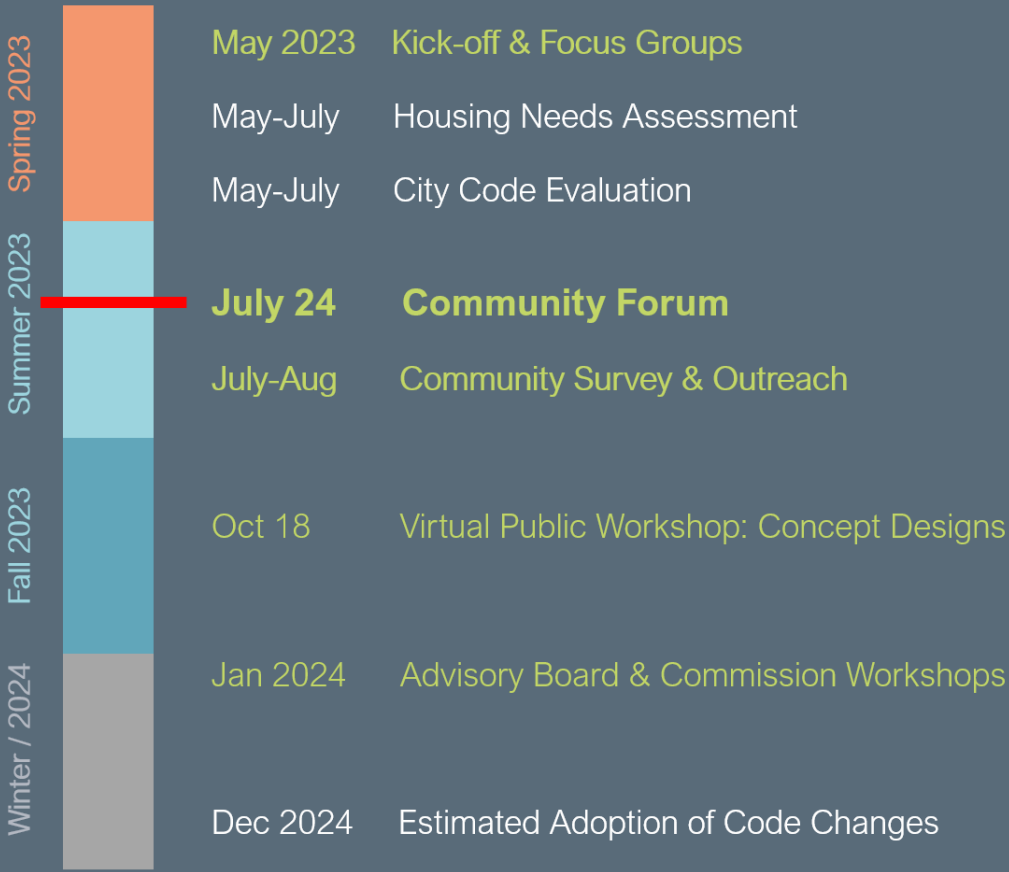 Spring 2023
May 2023 Kick-off & Focus Groups
May-July Housing Needs Assessment
May-July City Code Evaluation
Summer 2023
July 24 Community Forum
July-Aug Community Survey & Outreach
Fall 2023
Oct 18 Virtual Public Workshop: Concept Designs
Winter / 2024
Jan 2024 Advisory Board & Commission Workshops
Dec 2024 Estimated Adoption of Code Changes